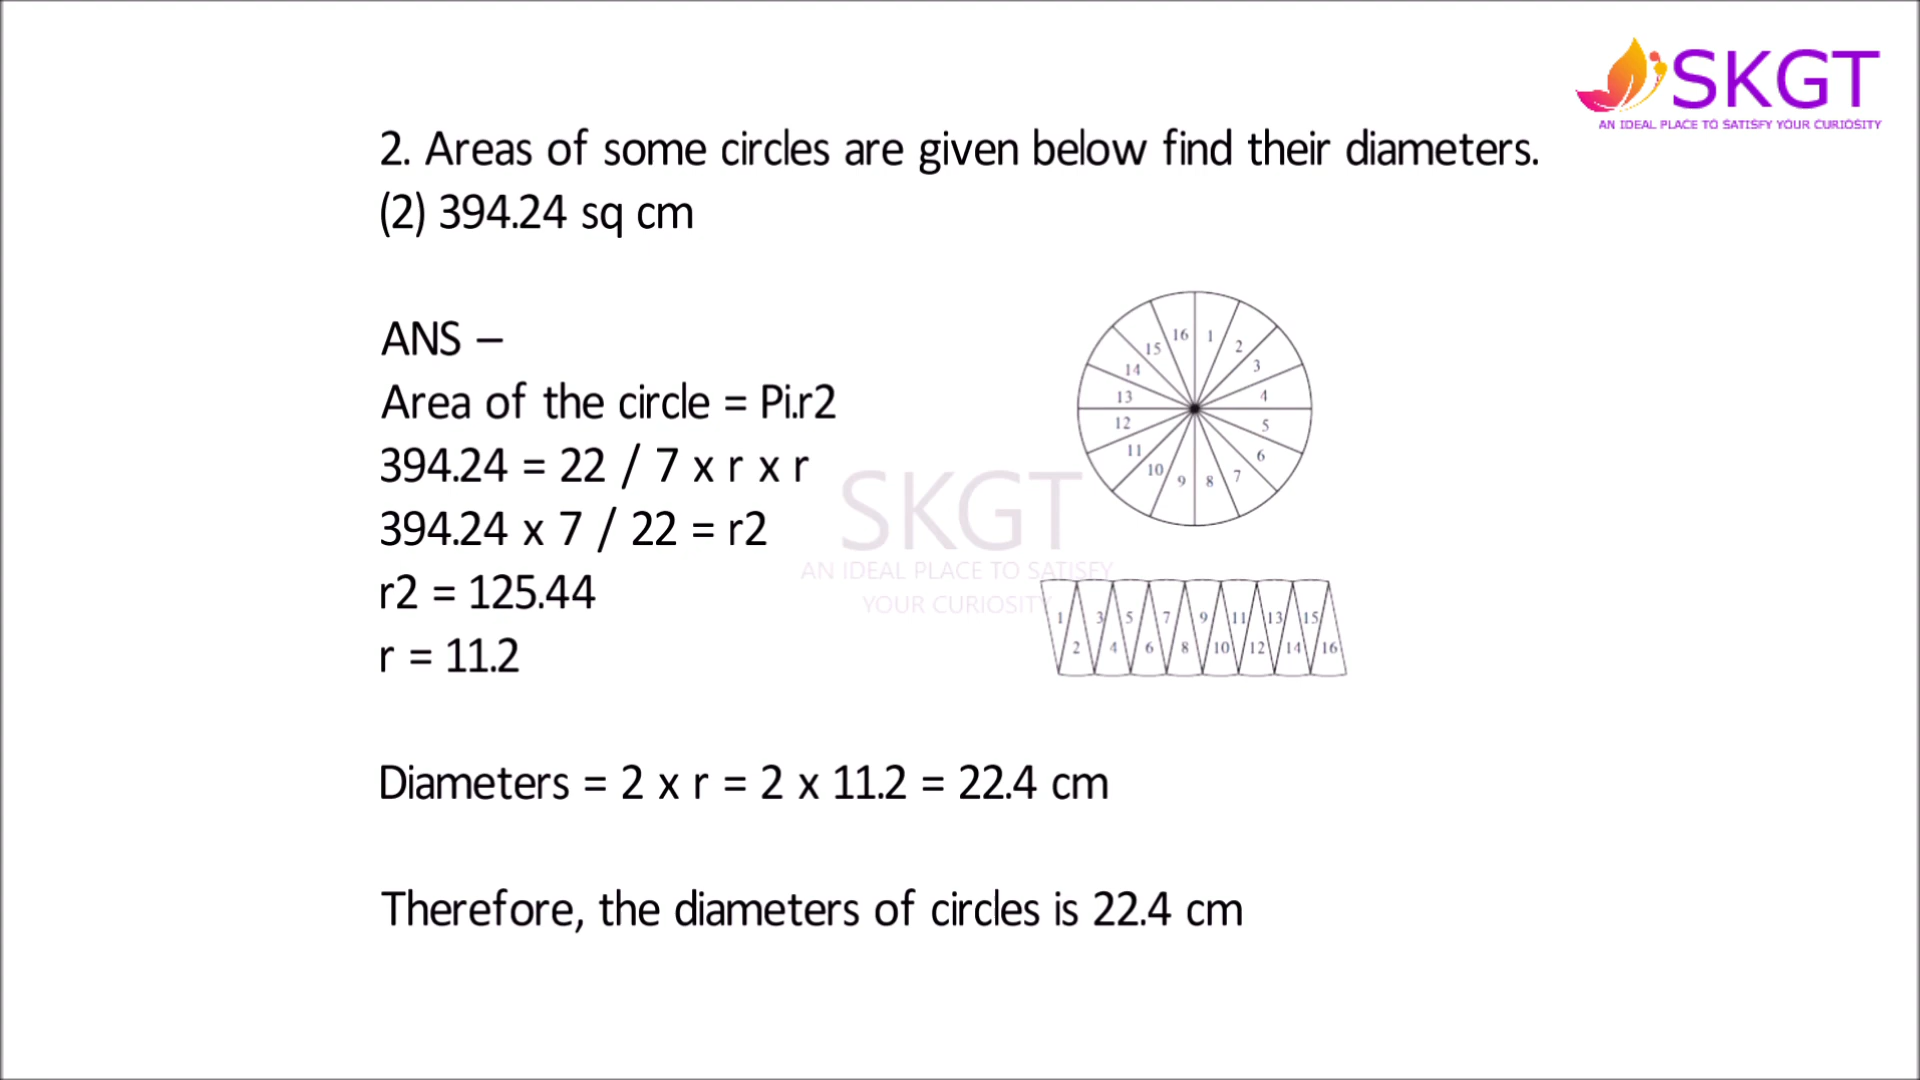 SKGT
AN IDEAL PLACE TO SATISFY YOUR CURIOSITY
2. Areas of some circles are given below find their diameters.
(2) 394.24 sq cm
ANS –
Area of the circle = Pi.r2
394.24 = 22 / 7 x r x r
394.24 x 7 / 22 = r2
r2 = 125.44
r = 11.2
16 1
15 2
14 3
13 4
12 5
11 6
10 7
9 8
SKGT
AN IDEAL PLACE TO SATISFY
YOUR CURIOSITY
1 3 5 7 9 11 13 15
2 4 6 8 10 12 14 16
Diameters = 2 x r = 2 x 11.2 = 22.4 cm
Therefore, the diameters of circles is 22.4 cm